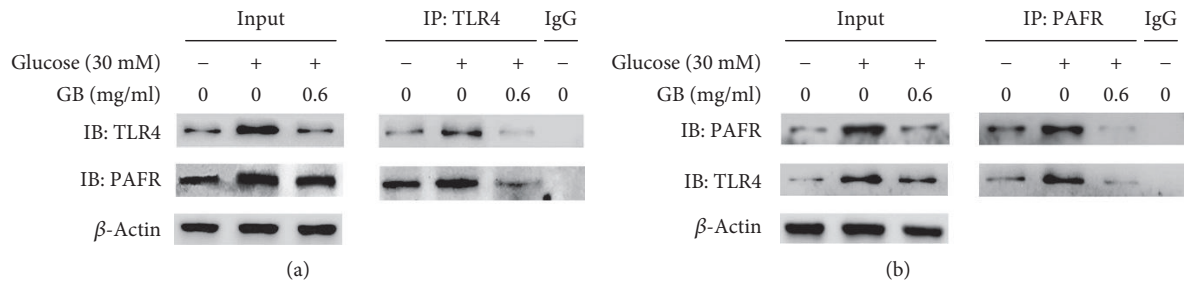 Input IP: TLR4 IgG
Glucose (30 mM) − + + − + + −
GB (mg/ml) 0 0 0.6 0 0 0.6 0
IB: TLR4
IB: PAFR
β-Actin
(a)
Input IP: PAFR IgG
Glucose (30 mM) − + + − + + −
GB (mg/ml) 0 0 0.6 0 0 0.6 0
IB: PAFR
IB: TLR4
β-Actin
(b)